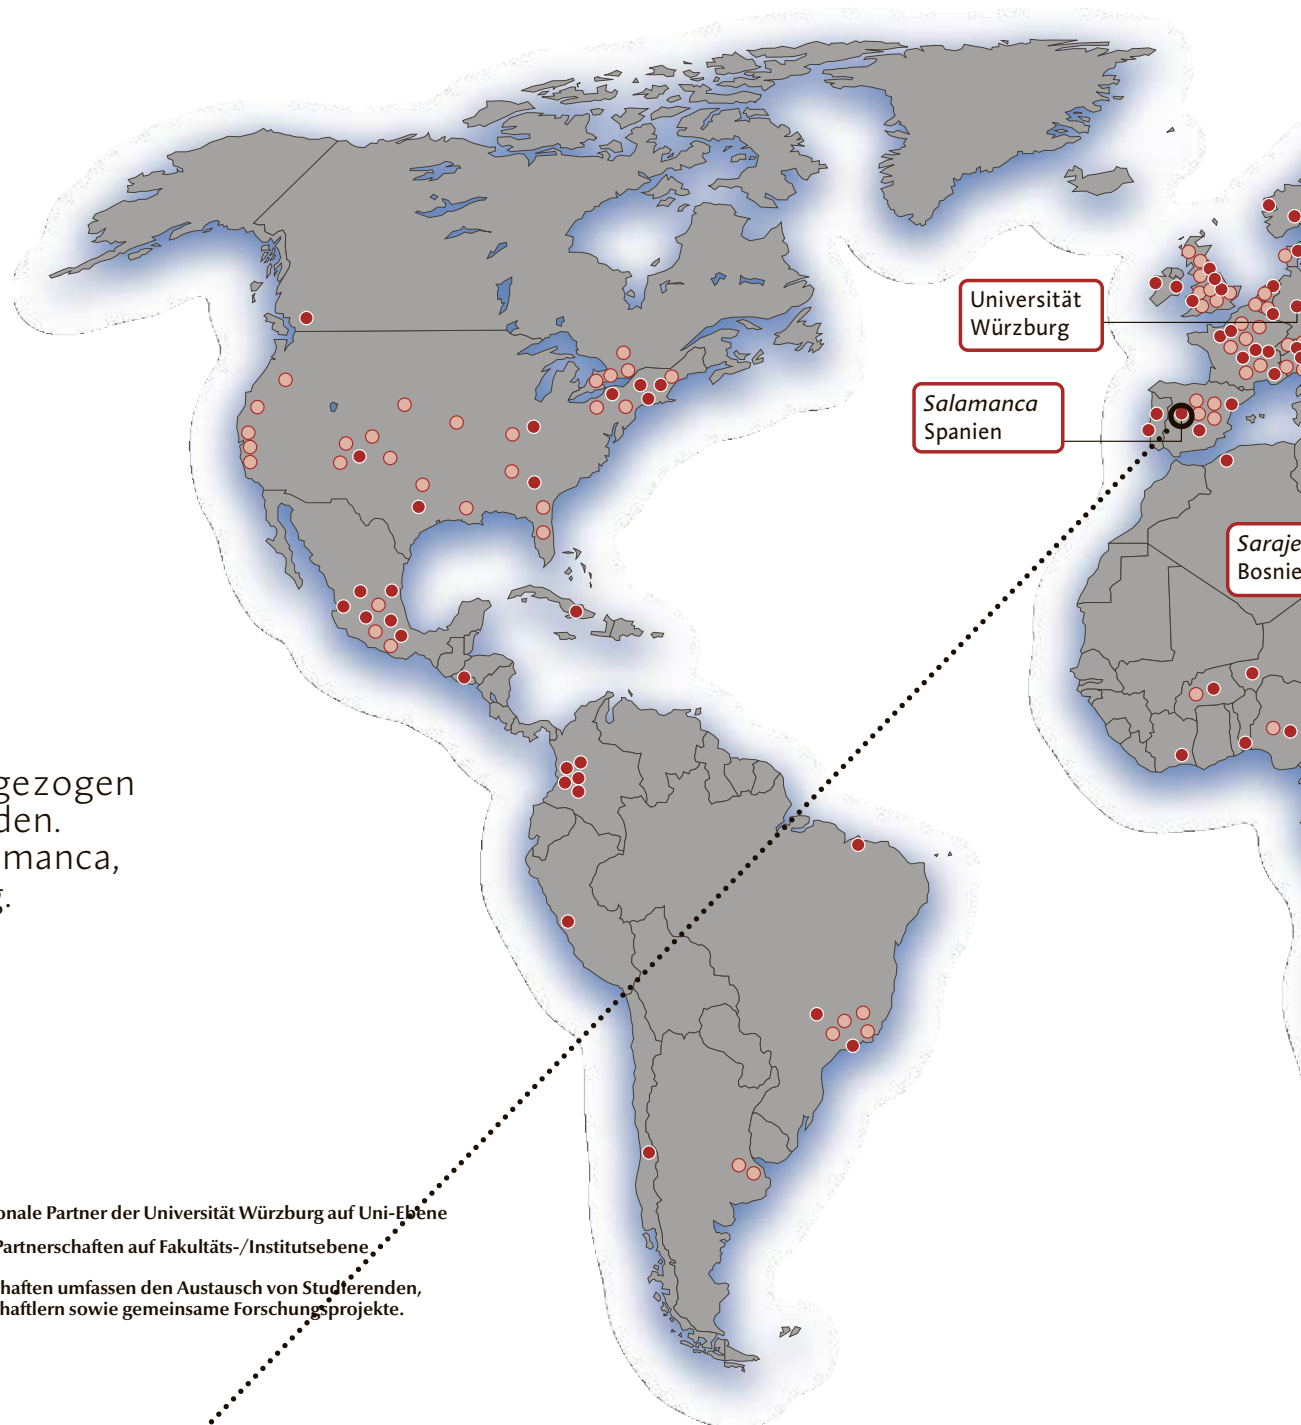 Universität
Würzburg
Salamanca
Spanien
Saraje
Bosnie
gezogen
den.
manca,
g.
onale Partner der Universität Würzburg auf Uni-Ebene
Partnerschaften auf Fakultäts-/Institutsebene
haften umfassen den Austausch von Studierenden,
haftlern sowie gemeinsame Forschungsprojekte.